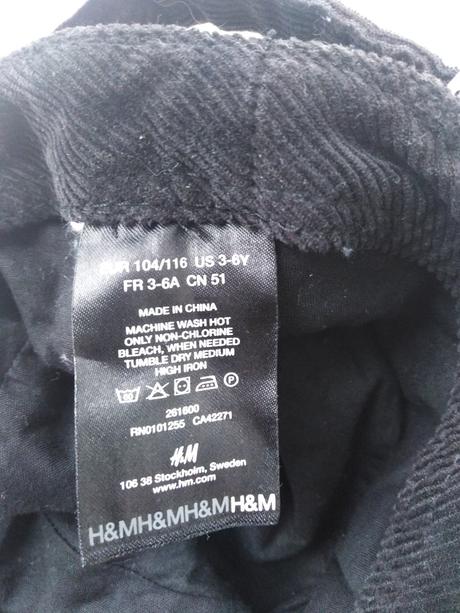 EUR 104/116 US 3-6Y
FR 3-6A CN 51
MADE IN CHINA
MACHINE WASH HOT
ONLY NON-CHLORINE
BLEACH, WHEN NEEDED
TUMBLE DRY MEDIUM
HIGH IRON
60 P
261600
RN0101255 CA42271
H&M
106 38 Stockholm, Sweden
www.hm.com
H&MH&MH&MH&M